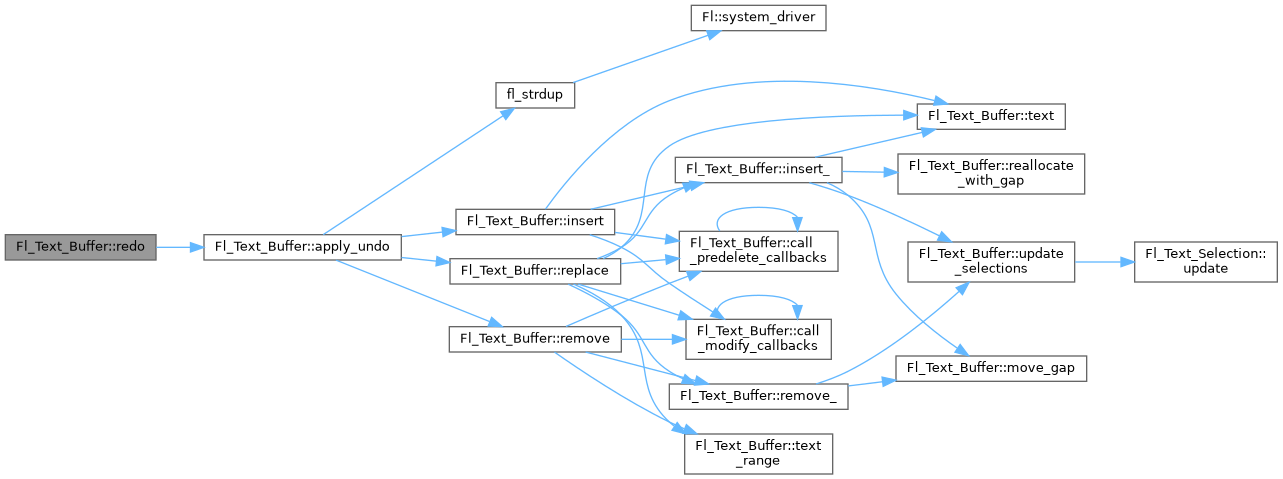 Fl::system_driver
fl_strdup
Fl_Text_Buffer::text
Fl_Text_Buffer::insert_
Fl_Text_Buffer::reallocate
_with_gap
Fl_Text_Buffer::insert
Fl_Text_Buffer::redo
Fl_Text_Buffer::apply_undo
Fl_Text_Buffer::call
_predelete_callbacks
Fl_Text_Buffer::update
_selections
Fl_Text_Selection::
update
Fl_Text_Buffer::replace
Fl_Text_Buffer::remove
Fl_Text_Buffer::call
_modify_callbacks
Fl_Text_Buffer::move_gap
Fl_Text_Buffer::remove_
Fl_Text_Buffer::text
_range